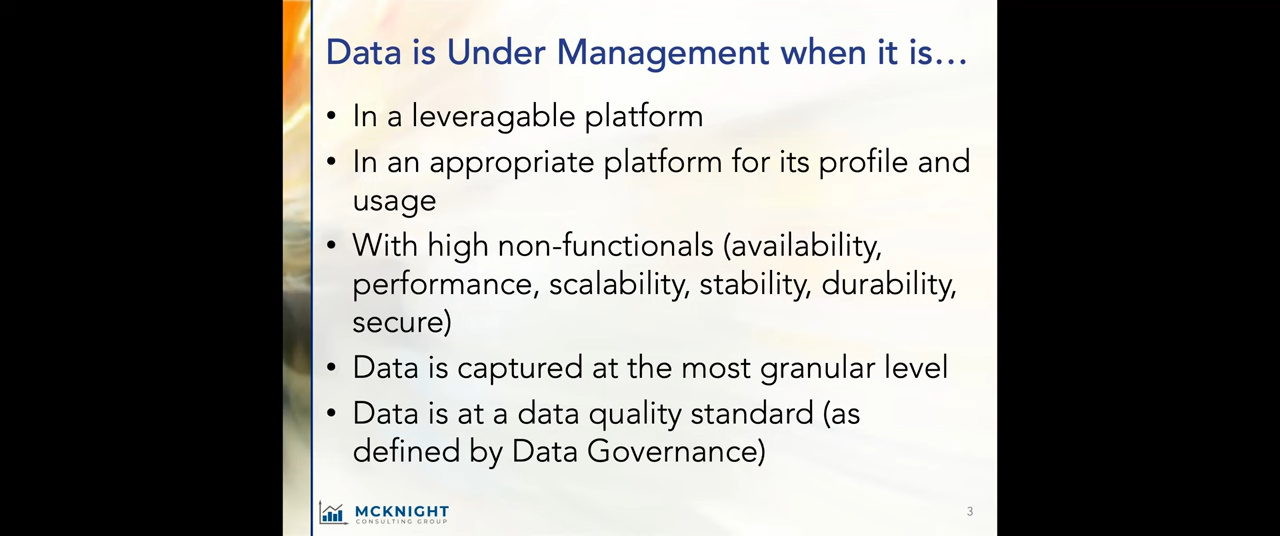 Data is Under Management when it is...
• In a leveragable platform
• In an appropriate platform for its profile and
usage
• With high non-functionals (availability,
performance, scalability, stability, durability,
secure)
• Data is captured at the most granular level
• Data is at a data quality standard (as
defined by Data Governance)
MCKNIGHT
CONSULTING GROUP
3